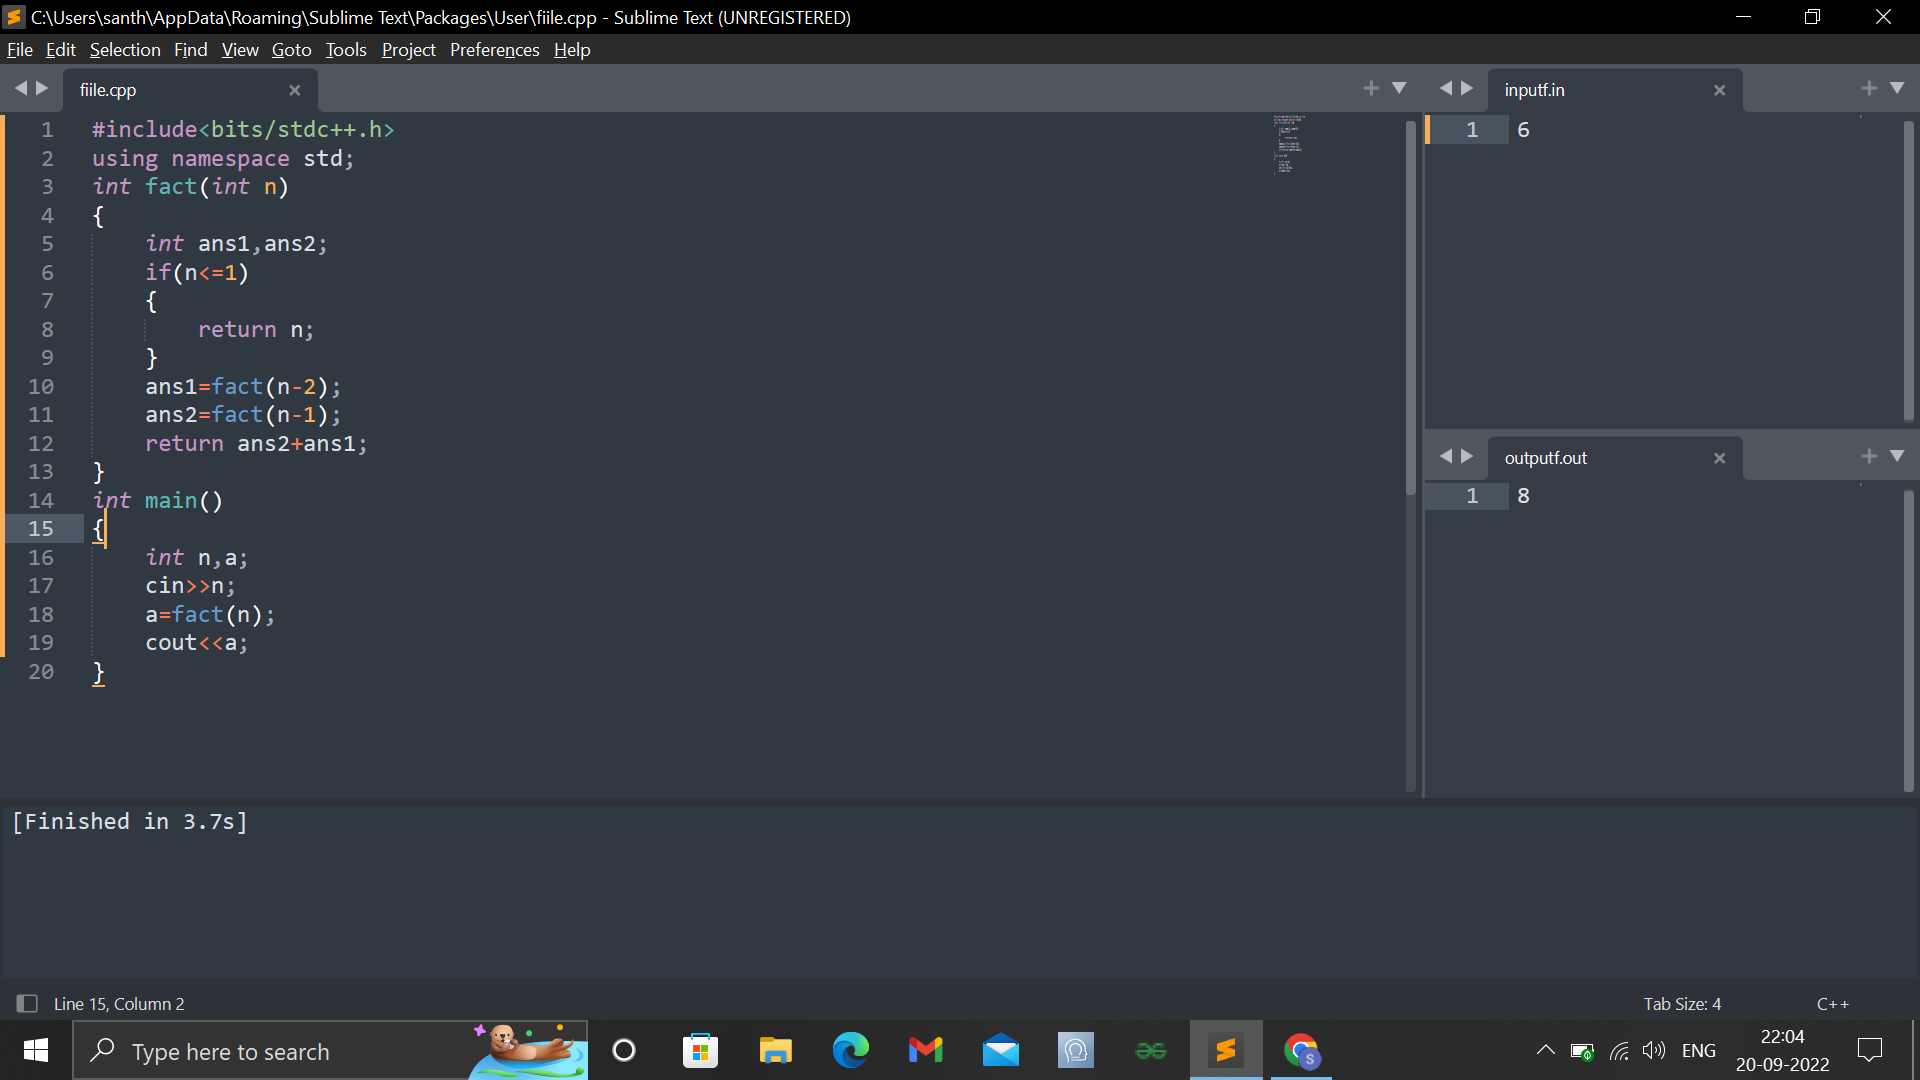 C:\Users\santh\AppData\Roaming\Sublime Text\Packages\User\fiile.cpp - Sublime Text (UNREGISTERED)
File Edit Selection Find View Goto Tools Project Preferences Help
fiile.cpp
1 #include<bits/stdc++.h>
2 using namespace std;
3 int fact(int n)
4 {
5     int ans1,ans2;
6     if(n<=1)
7     {
8         return n;
9     }
10     ans1=fact(n-2);
11     ans2=fact(n-1);
12     return ans2+ans1;
13 }
14 int main()
15 {
16     int n,a;
17     cin>>n;
18     a=fact(n);
19     cout<<a;
20 }
inputf.in
1 6
outputf.out
1 8
[Finished in 3.7s]
Line 15, Column 2
Tab Size: 4
C++
Type here to search
S
ENG
22:04
20-09-2022